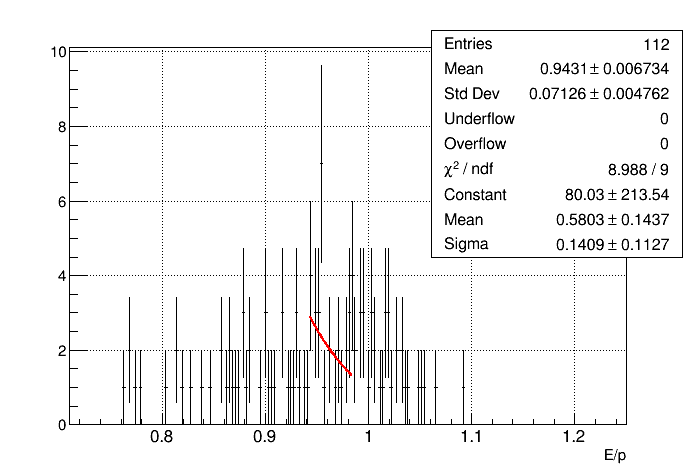 Entries 112
Mean 0.9431 ± 0.006734
Std Dev 0.07126 ± 0.004762
Underflow 0
Overflow 0
χ² / ndf 8.988 / 9
Constant 80.03 ± 213.54
Mean 0.5803 ± 0.1437
Sigma 0.1409 ± 0.1127
10
8
6
4
2
0
0.8 0.9 1 1.1 1.2
E/p